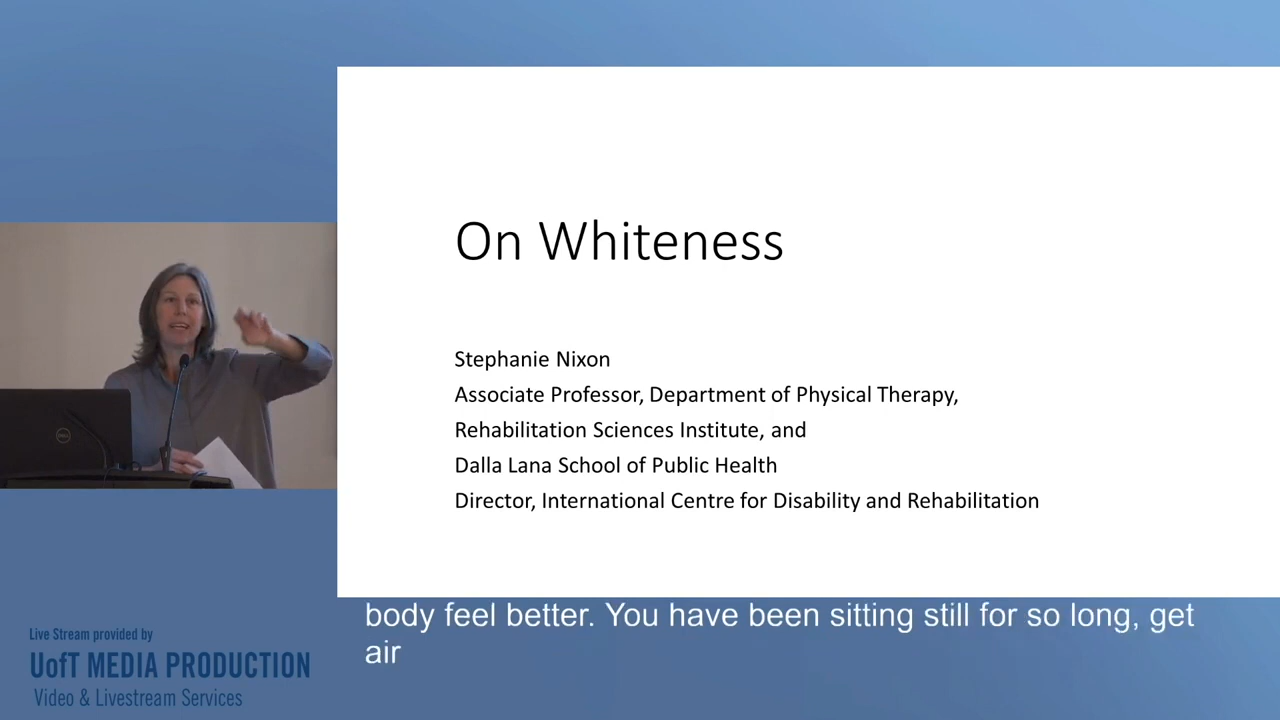 On Whiteness
Stephanie Nixon
Associate Professor, Department of Physical Therapy,
Rehabilitation Sciences Institute, and
Dalla Lana School of Public Health
Director, International Centre for Disability and Rehabilitation
body feel better. You have been sitting still for so long, get
air
Live Stream provided by
UofT MEDIA PRODUCTION
Video & Livestream Services
DELL